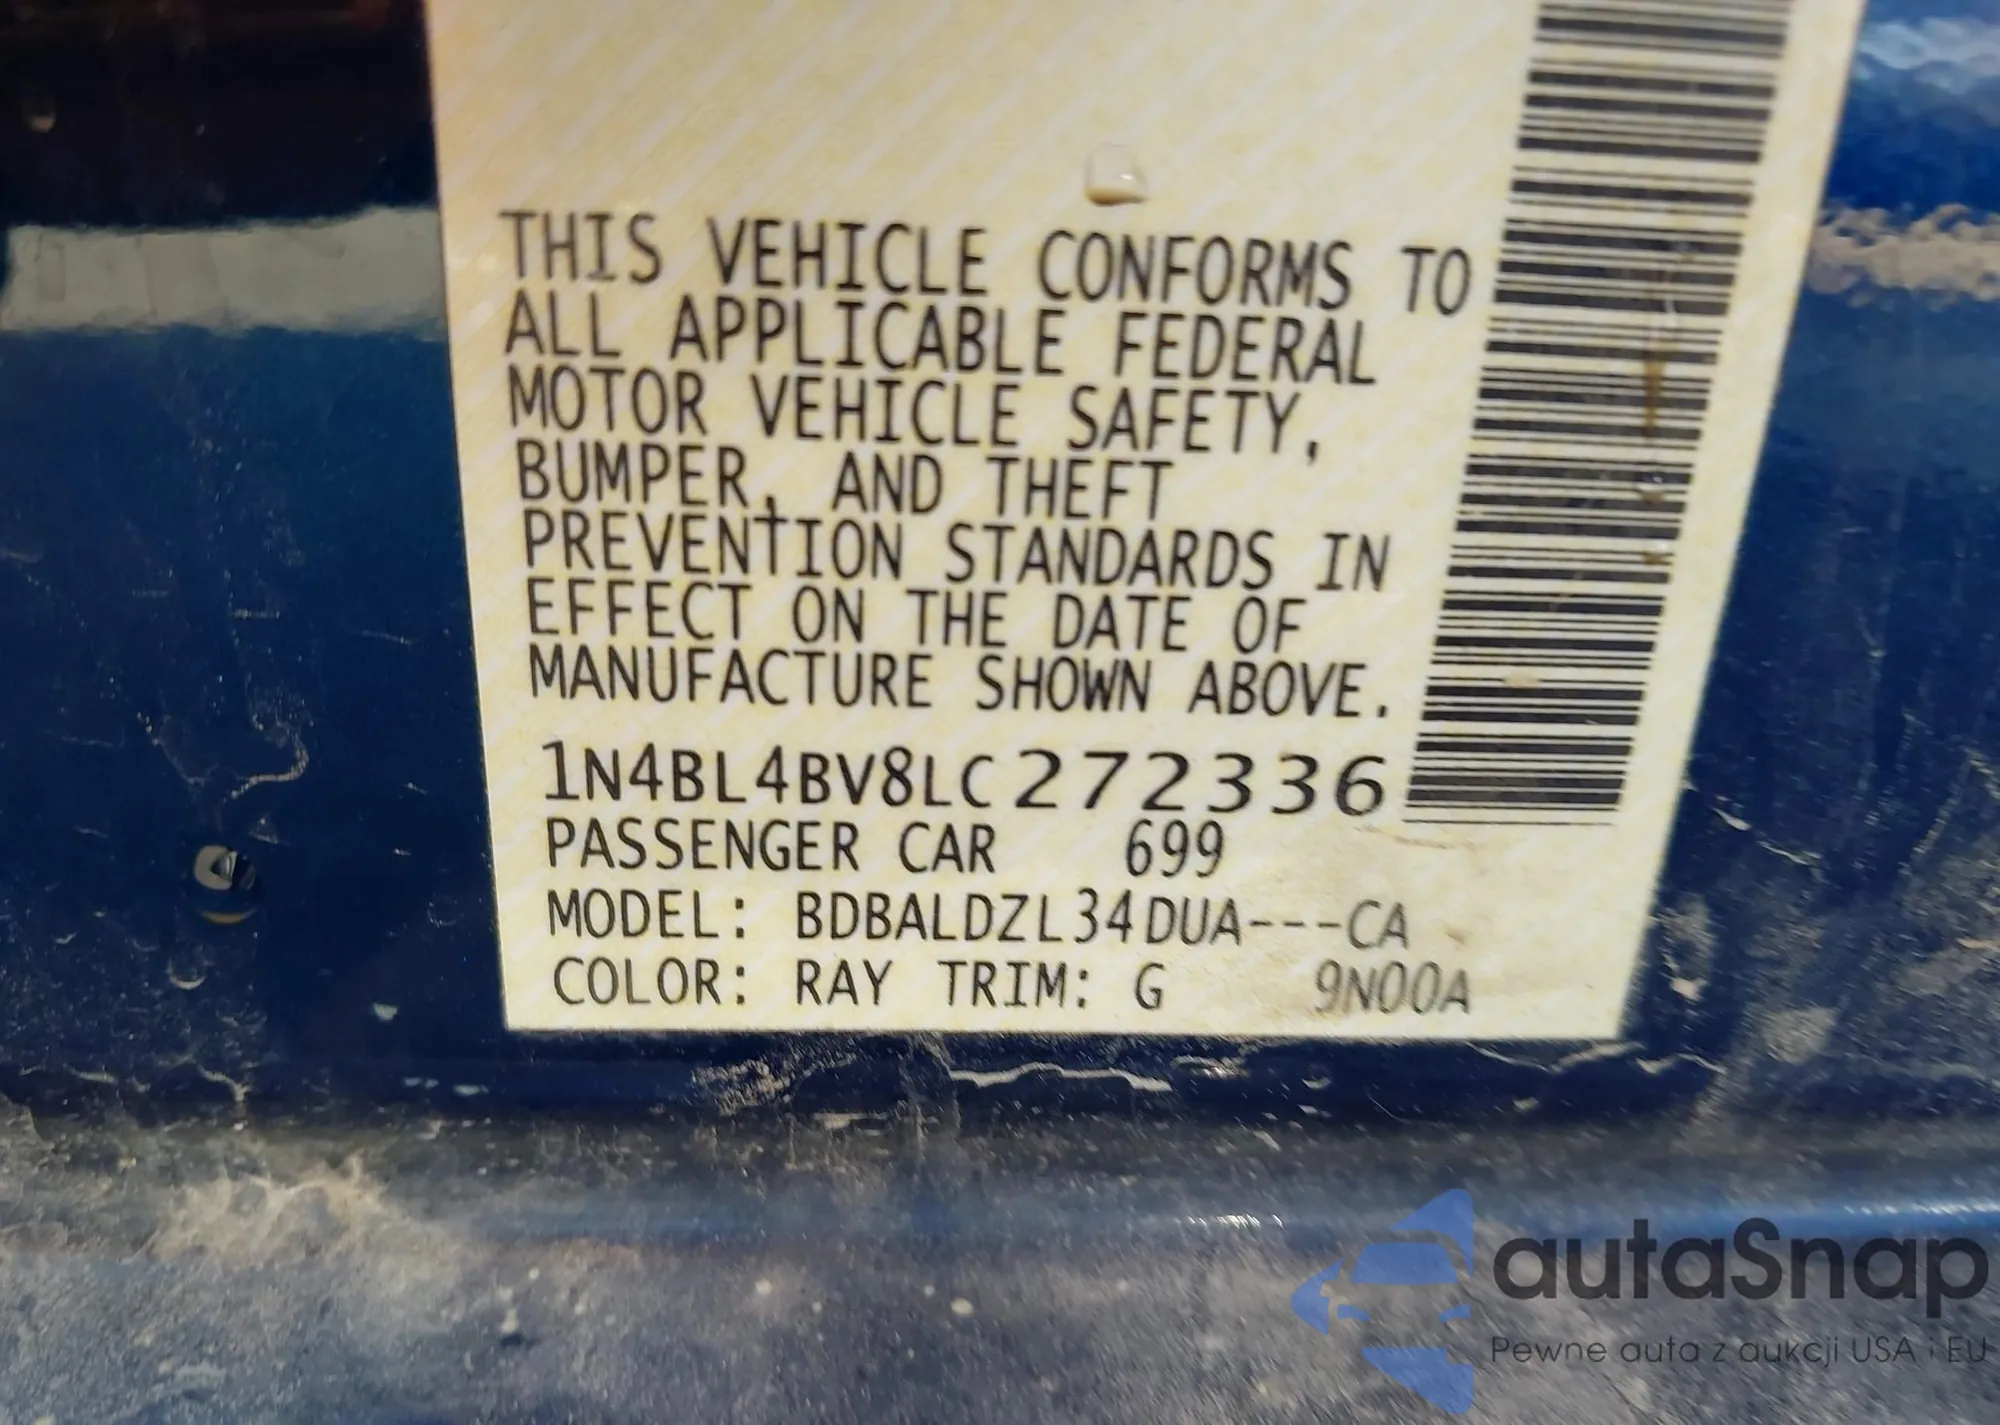 THIS VEHICLE CONFORMS TO
ALL APPLICABLE FEDERAL
MOTOR VEHICLE SAFETY,
BUMPER, AND THEFT
PREVENTION STANDARDS IN
EFFECT ON THE DATE OF
MANUFACTURE SHOWN ABOVE.
1N4BL4BV8LC272336
PASSENGER CAR 699
MODEL: BDBALDZL34DUA---CA
COLOR: RAY TRIM: G 9N00A
autaSnap
Pewne auta z aukcji USA i EU